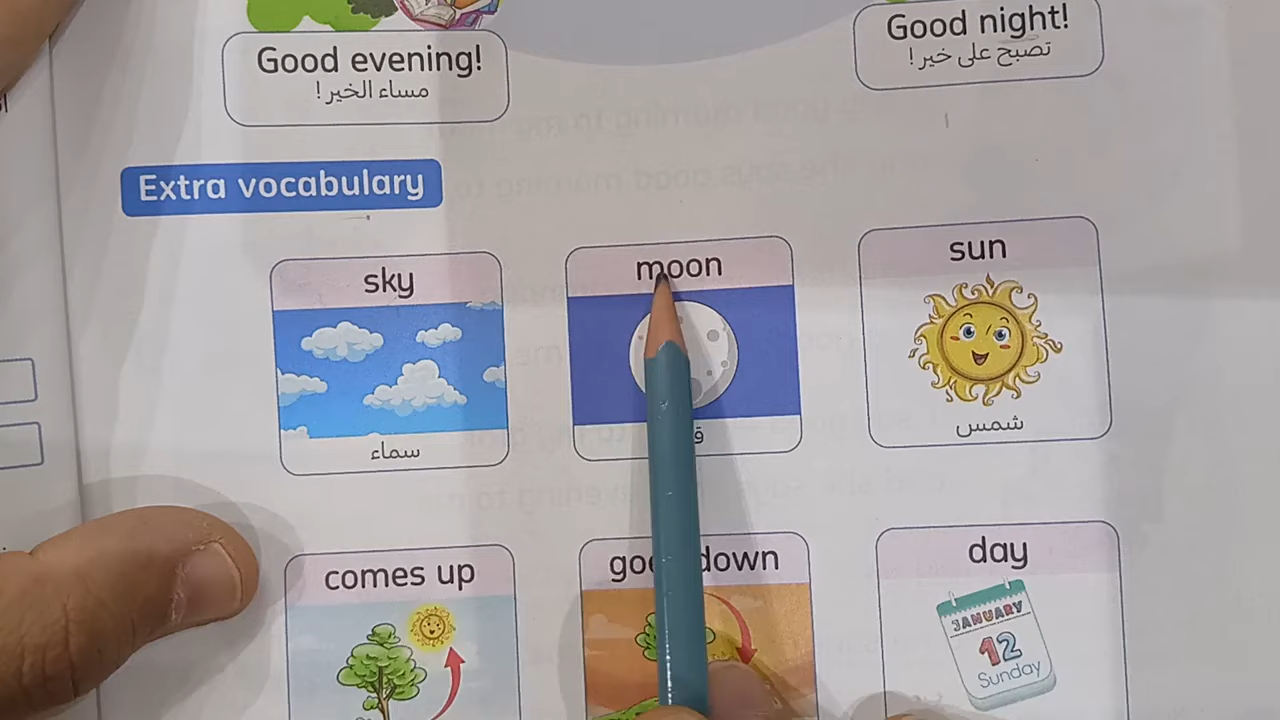 Good evening!
مساء الخير!
Good night!
تصبح على خير!
Extra vocabulary
sky
سماء
moon
sun
شمس
comes up
down
day
JANUARY
12
Sunday